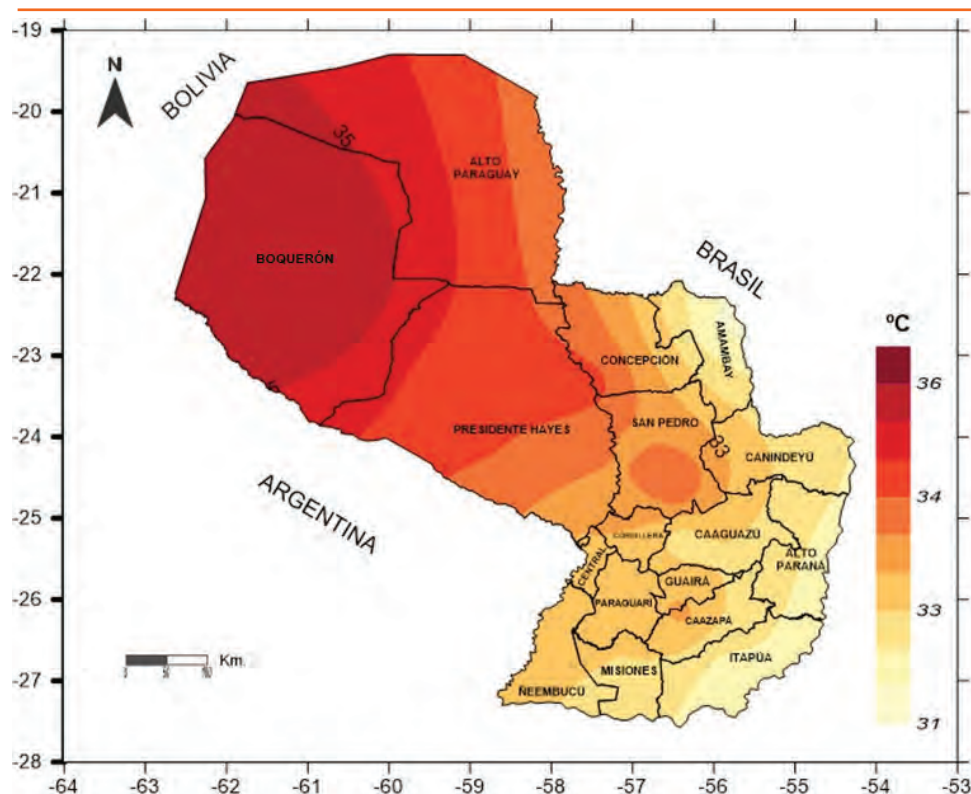 -19
-20
-21
-22
-23
-24
-25
-26
-27
-28
N
BOLIVIA
35
ALTO
PARAGUAY
BOQUERÓN
BRASIL
AMAMBAY
CONCEPCIÓN
PRESIDENTE HAYES
SAN PEDRO
33
CANINDEYÚ
ARGENTINA
CORDILLERA
CAAGUAZÚ
CENTRAL
ALTO
PARANÁ
GUAIRÁ
PARAGUARÍ
CAAZAPÁ
ITAPÚA
MISIONES
ÑEEMBUCÚ
Km.
ºC
36
34
33
31
-64
-63
-62
-61
-60
-59
-58
-57
-56
-55
-54
-53